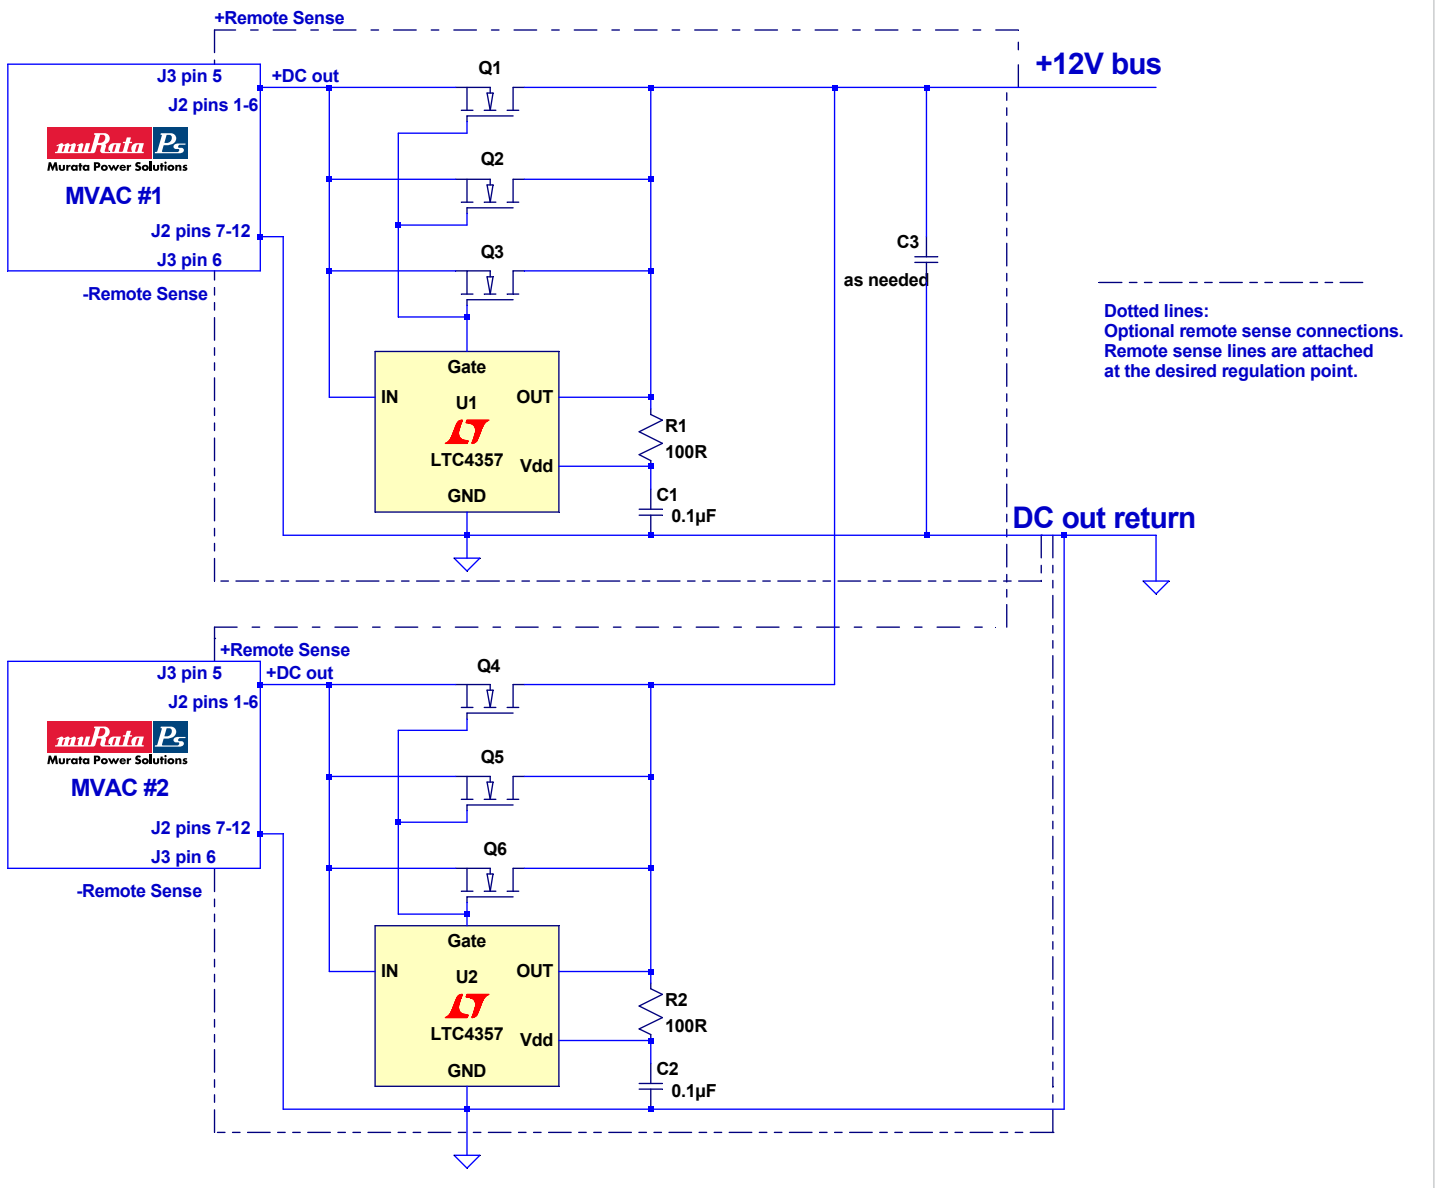 +Remote Sense
J3 pin 5
+DC out
Q1
+12V bus
J2 pins 1-6
muRata Ps
Murata Power Solutions
MVAC #1
Q2
J2 pins 7-12
Q3
C3
J3 pin 6
as needed
-Remote Sense
Dotted lines:
Optional remote sense connections.
Remote sense lines are attached
at the desired regulation point.
Gate
IN
U1
OUT
R1
100R
LTC4357
Vdd
GND
C1
0.1µF
DC out return
+Remote Sense
J3 pin 5
+DC out
Q4
J2 pins 1-6
muRata Ps
Murata Power Solutions
MVAC #2
Q5
J2 pins 7-12
Q6
J3 pin 6
-Remote Sense
Gate
IN
U2
OUT
R2
100R
LTC4357
Vdd
GND
C2
0.1µF